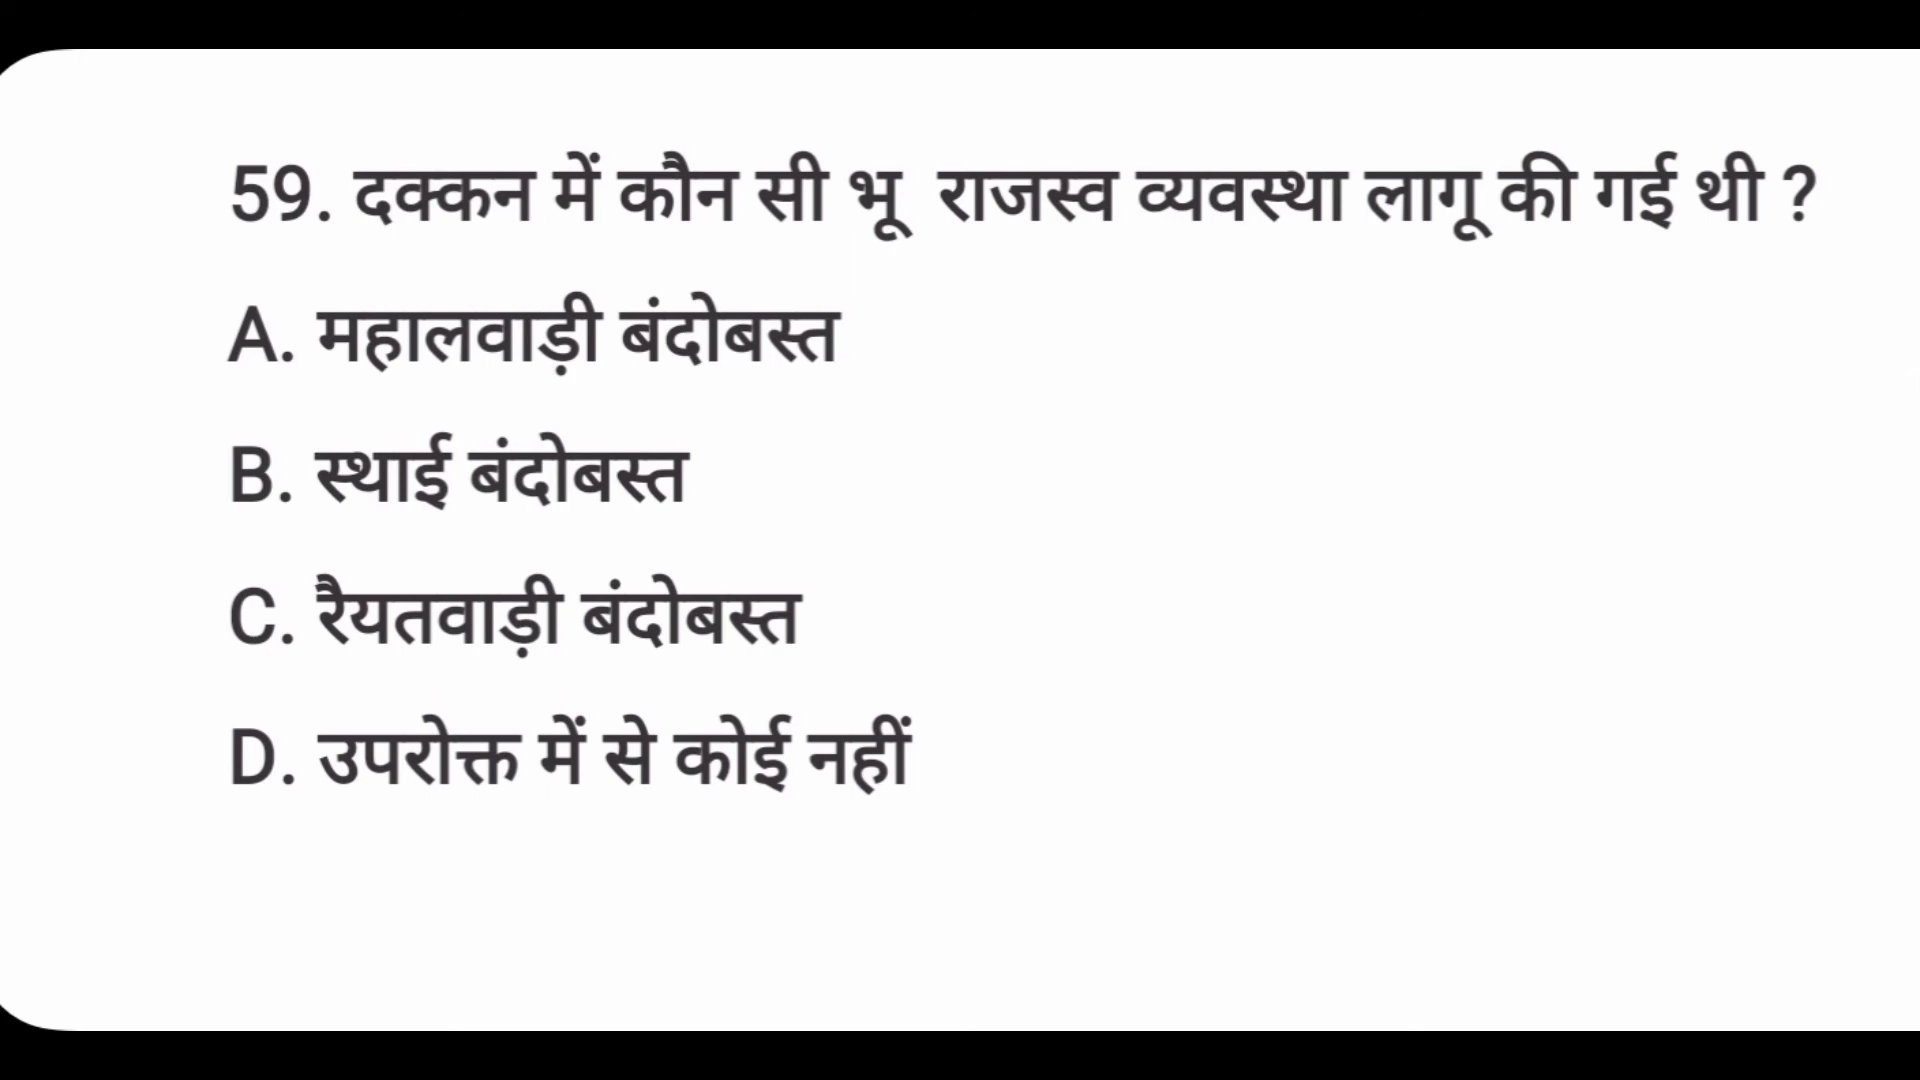 59. दक्कन में कौन सी भू  राजस्व व्यवस्था लागू की गई थी ?
A. महालवाड़ी बंदोबस्त
B. स्थाई बंदोबस्त
C. रैयतवाड़ी बंदोबस्त
D. उपरोक्त में से कोई नहीं